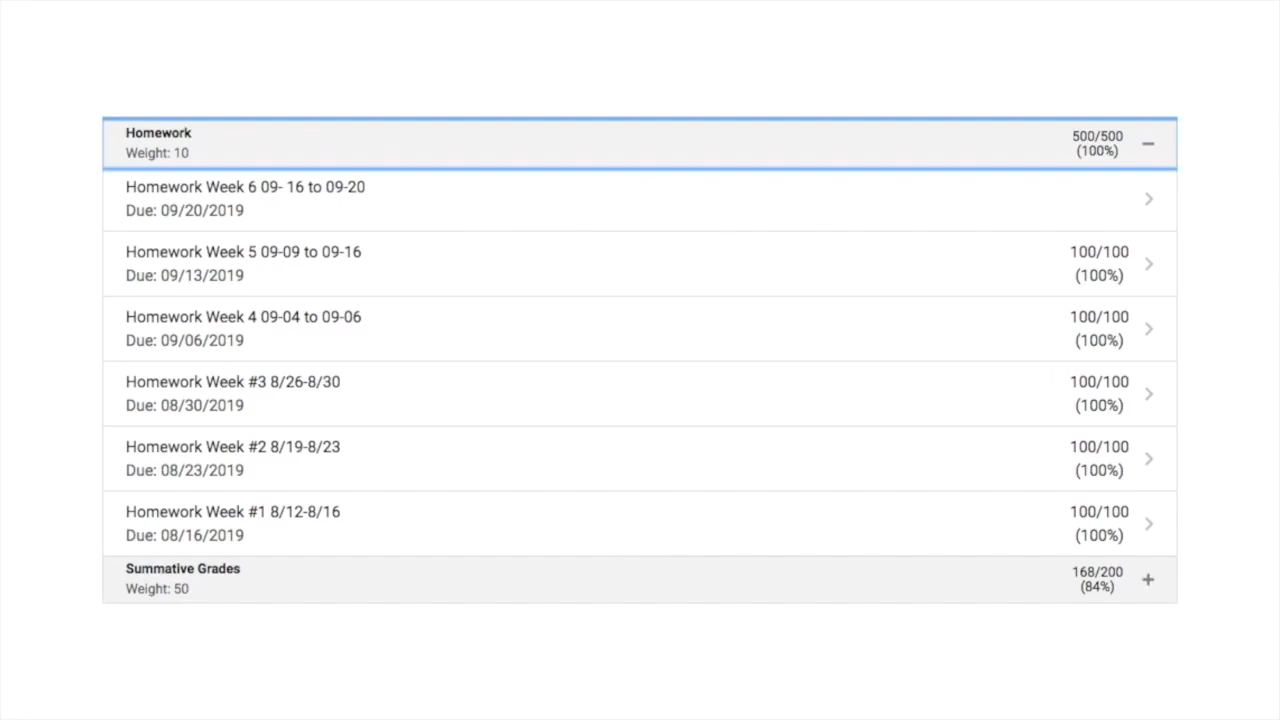 Homework
Weight: 10
500/500
(100%)
Homework Week 6 09- 16 to 09-20
Due: 09/20/2019
Homework Week 5 09-09 to 09-16
Due: 09/13/2019
100/100
(100%)
Homework Week 4 09-04 to 09-06
Due: 09/06/2019
100/100
(100%)
Homework Week #3 8/26-8/30
Due: 08/30/2019
100/100
(100%)
Homework Week #2 8/19-8/23
Due: 08/23/2019
100/100
(100%)
Homework Week #1 8/12-8/16
Due: 08/16/2019
100/100
(100%)
Summative Grades
Weight: 50
168/200
(84%)